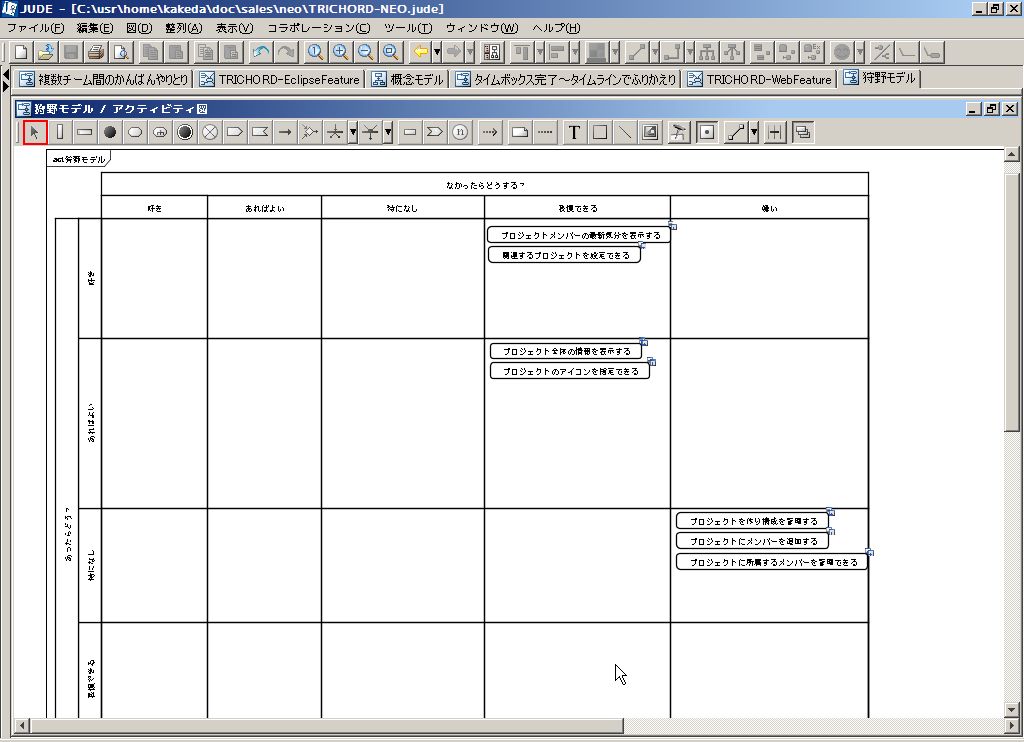 JUDE - [C:\usr\home\kakeda\doc\sales\neo\TRICHORD-NEO.jude]
ファイル(F) 編集(E) 図(D) 整列(A) 表示(V) コラボレーション(C) ツール(T) ウィンドウ(W) ヘルプ(H)
複数チーム間のかんばんやりとり TRICHORD-EclipseFeature 概念モデル タイムボックス完了～タイムラインでふりかえり TRICHORD-WebFeature 狩野モデル
狩野モデル / アクティビティ図
act 狩野モデル
なかったらどうする？
好き あればよい 特になし 我慢できる 嫌い
あったらどう？
好き
プロジェクトメンバーの最新気分を表示する
関連するプロジェクトを設定できる
あればよい
プロジェクト全体の情報を表示する
プロジェクトのアイコンを指定できる
特になし
プロジェクトを作り構成を管理する
プロジェクトにメンバーを追加する
プロジェクトに所属するメンバーを管理できる
我慢できる